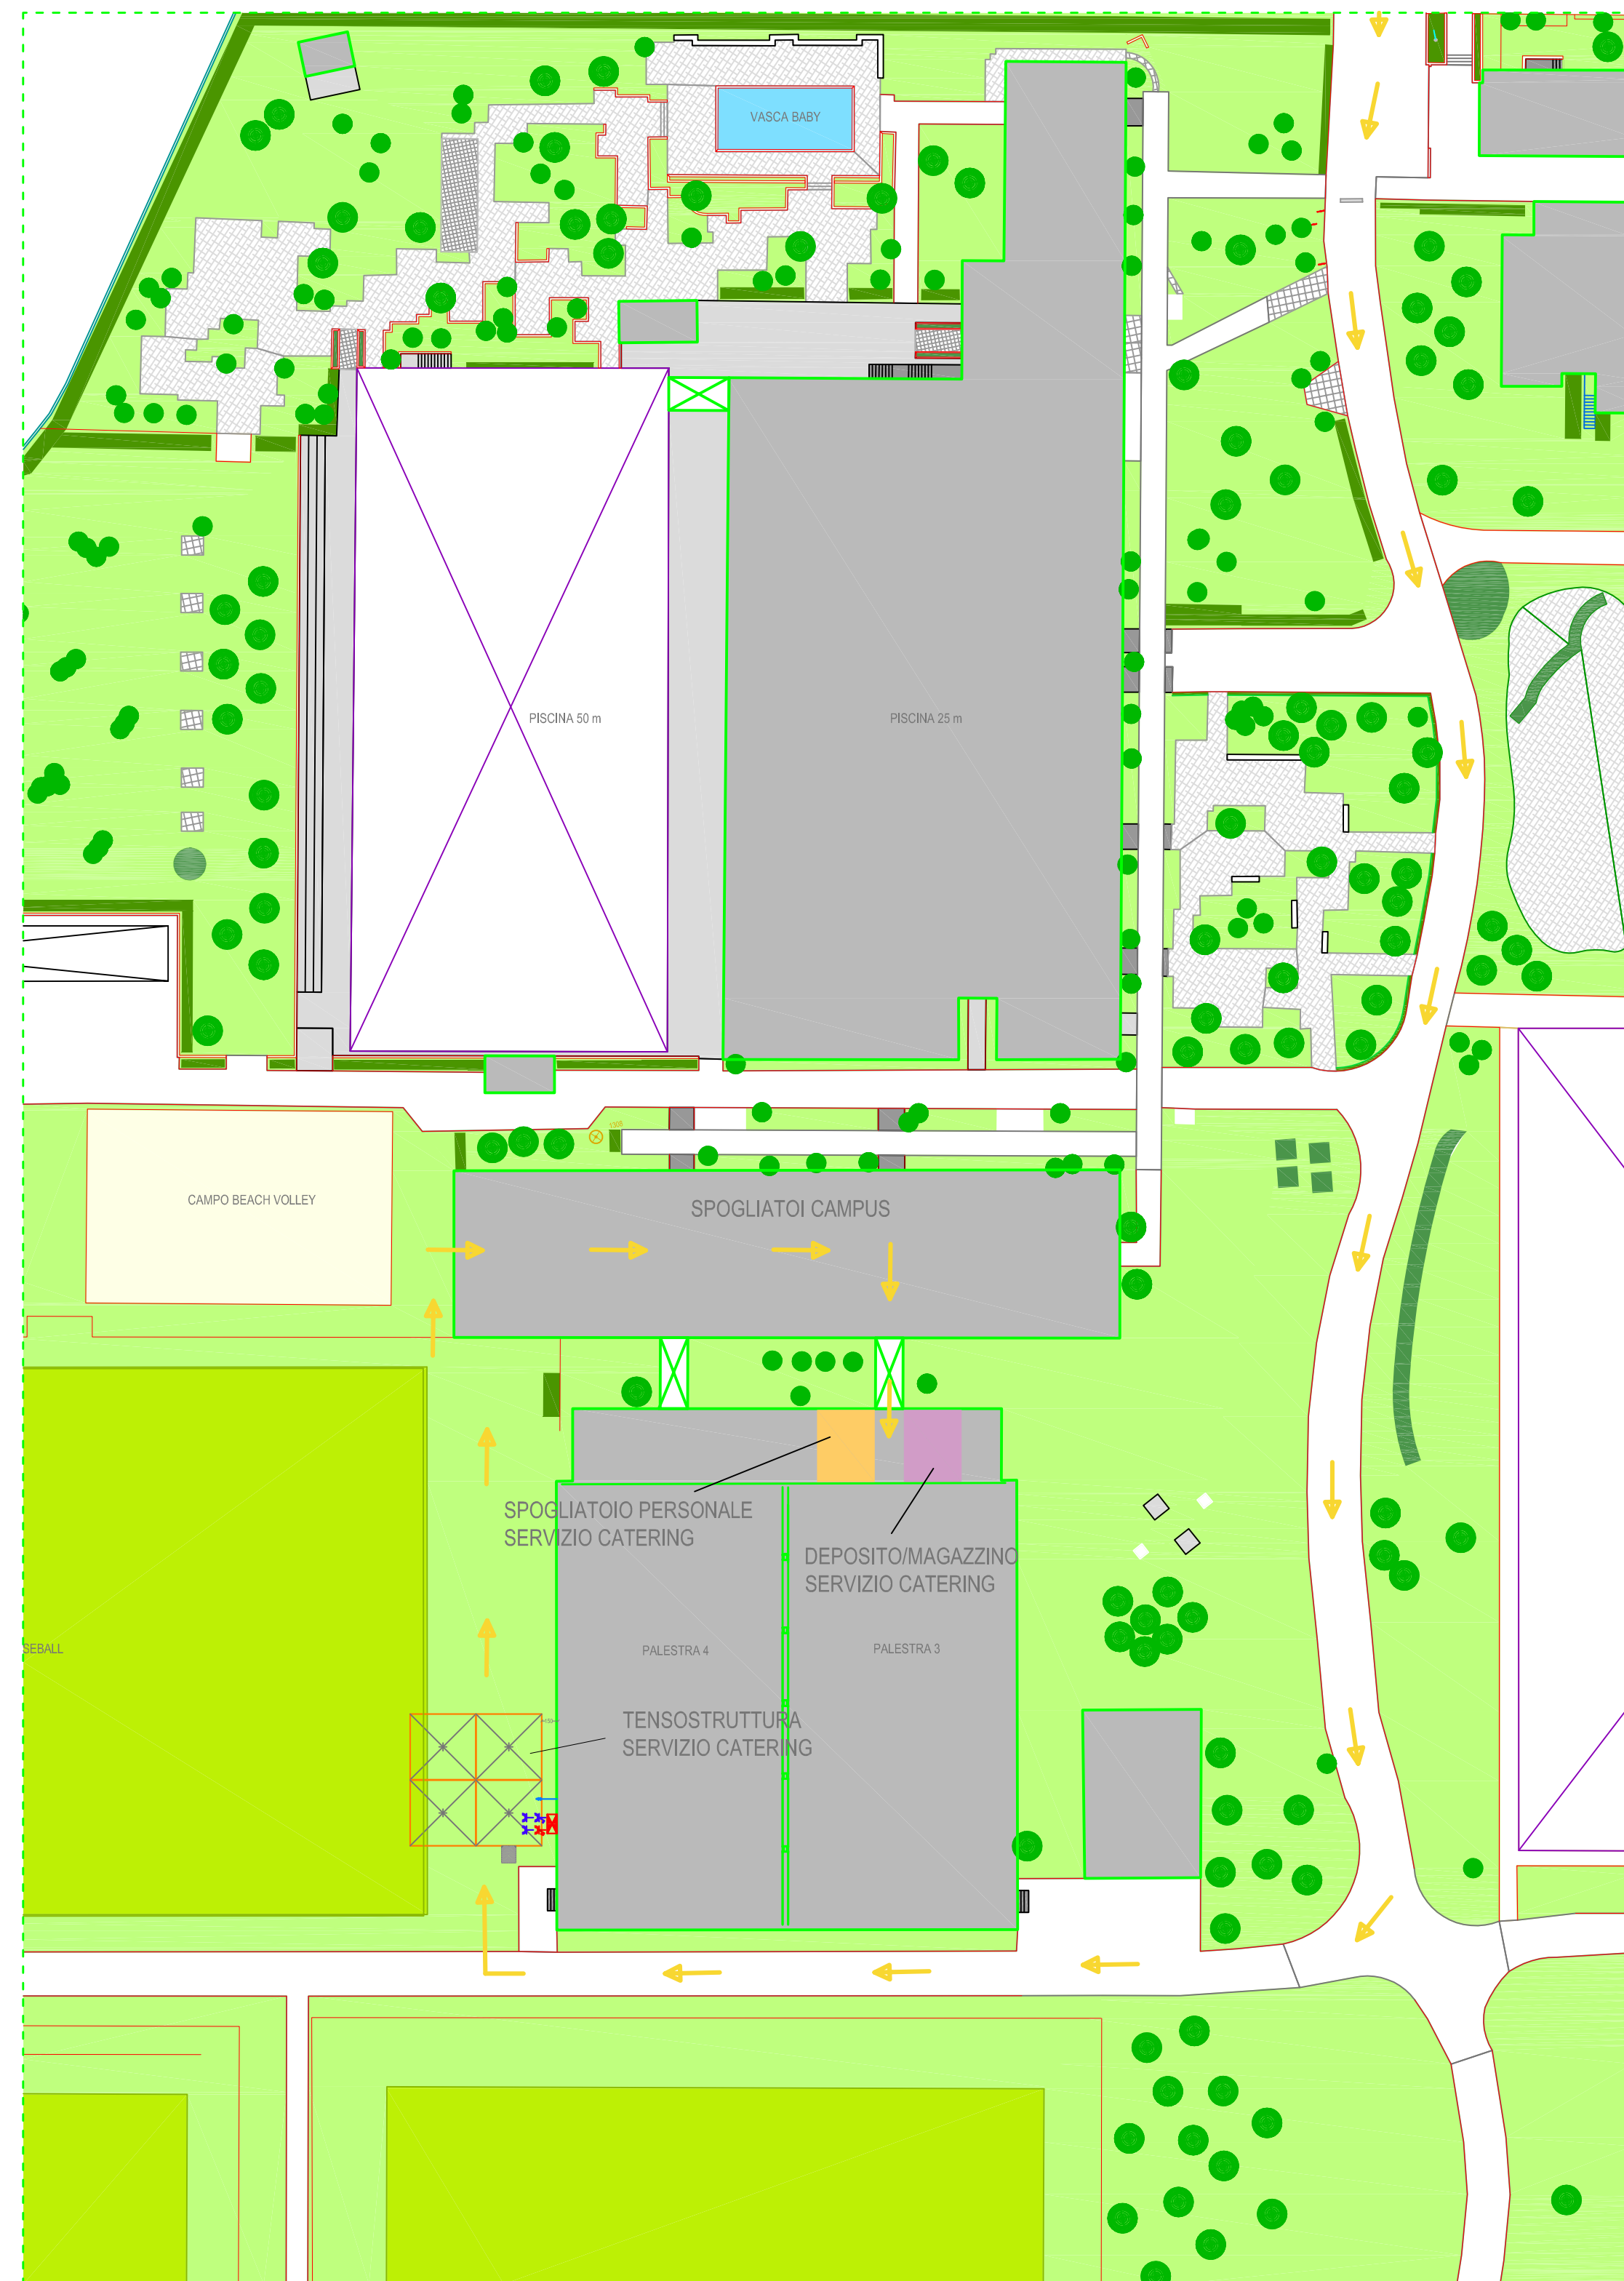 VASCA BABY
PISCINA 50 m
PISCINA 25 m
1306
CAMPO BEACH VOLLEY
SPOGLIATOI CAMPUS
SPOGLIATOIO PERSONALE
SERVIZIO CATERING
DEPOSITO/MAGAZZINO
SERVIZIO CATERING
SEBALL
PALESTRA 4
PALESTRA 3
TENSOSTRUTTURA
SERVIZIO CATERING